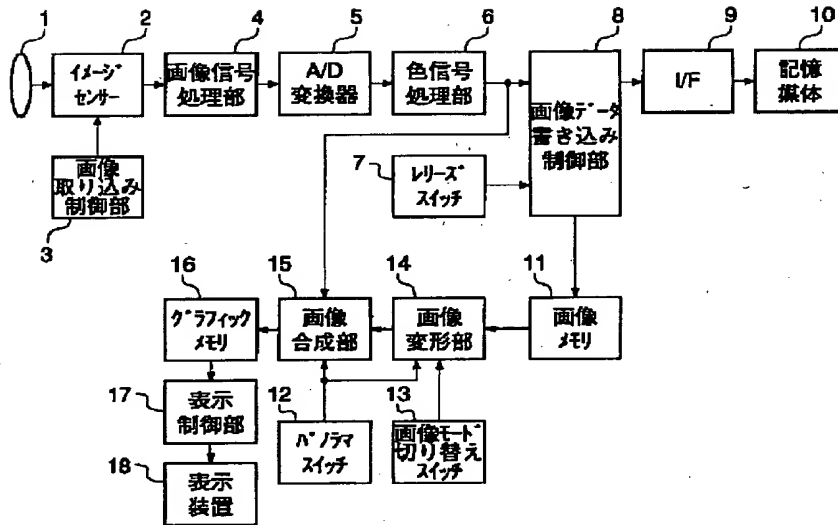 1
2
4
5
6
8
9
10
イメージ
センサー
画像信号
処理部
A/D
変換器
色信号
処理部
画像データ
書き込み
制御部
I/F
記憶
媒体
画像
取り込み
制御部
3
7
レリーズ
スイッチ
16
15
14
11
グラフィック
メモリ
画像
合成部
画像
変形部
画像
メモリ
17
表示
制御部
12
パノラマ
スイッチ
13
画像モード
切り替え
スイッチ
18
表示
装置